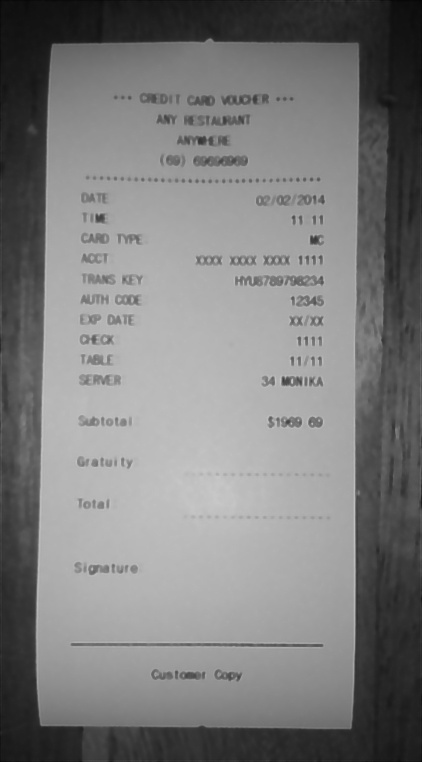 *** CREDIT CARD VOUCHER ***
ANY RESTAURANT
ANYWHERE
(69) 69696969
***********************************
DATE: 02/02/2014
TIME: 11:11
CARD TYPE: MC
ACCT: XXXX XXXX XXXX 1111
TRANS KEY: HYU8789798234
AUTH CODE: 12345
EXP DATE: XX/XX
CHECK: 1111
TABLE: 11/11
SERVER: 34 MONIKA
Subtotal: $1969.69
Gratuity:
Total:
Signature:
Customer Copy